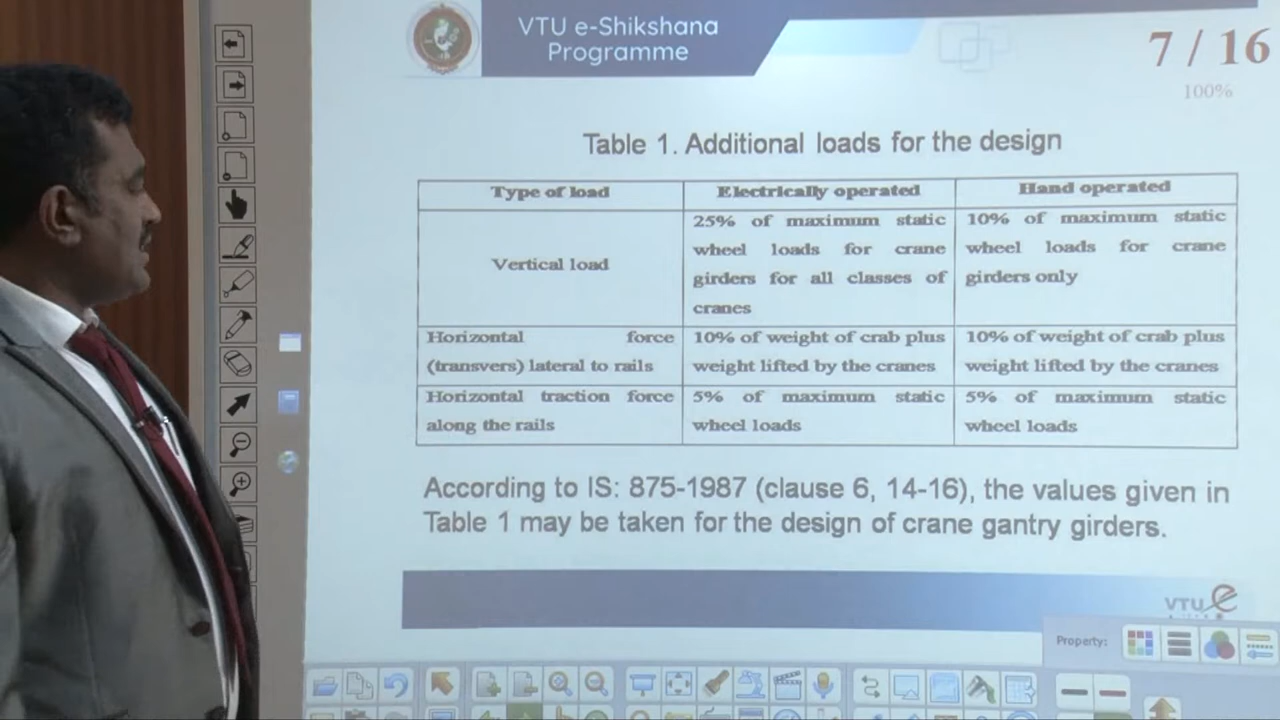 VTU e-Shikshana
Programme
7 / 16
100%
Table 1. Additional loads for the design
Type of load
Electrically operated
Hand operated
Vertical load
25% of maximum static
wheel loads for crane
girders for all classes of
cranes
10% of maximum static
wheel loads for crane
girders only
Horizontal force
(transvers) lateral to rails
10% of weight of crab plus
weight lifted by the cranes
10% of weight of crab plus
weight lifted by the cranes
Horizontal traction force
along the rails
5% of maximum static
wheel loads
5% of maximum static
wheel loads
According to IS: 875-1987 (clause 6, 14-16), the values given in
Table 1 may be taken for the design of crane gantry girders.
VTU e
Property: